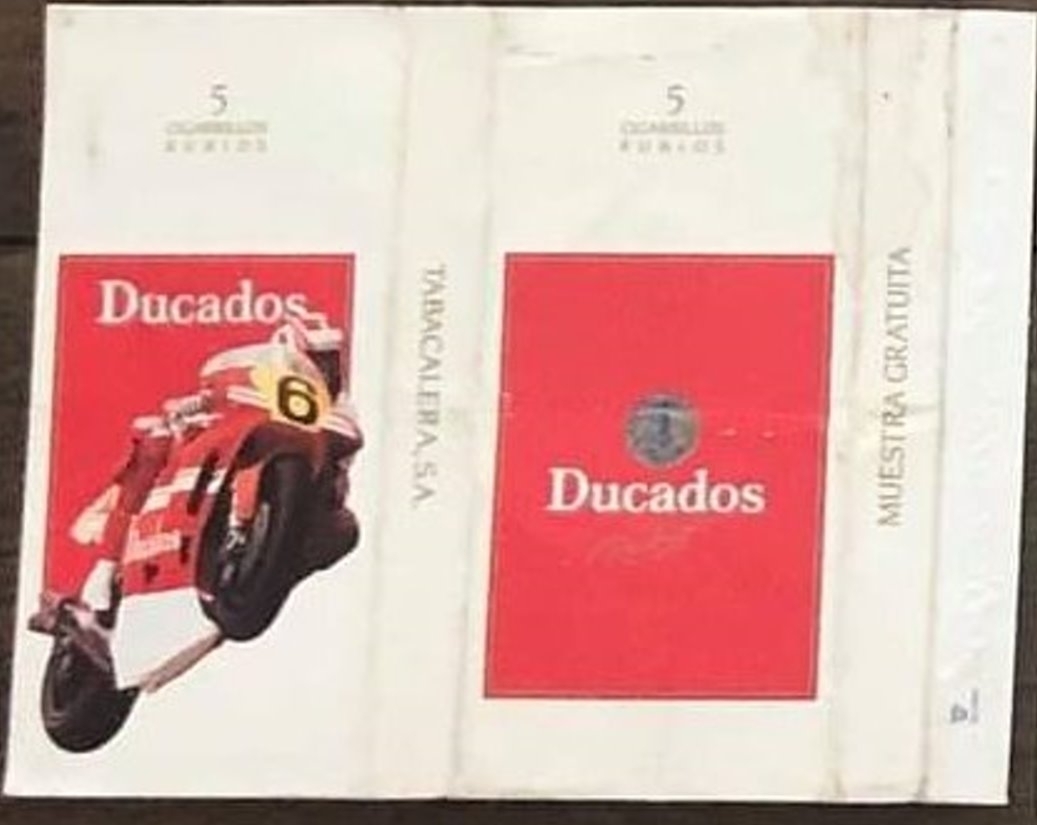 5
CIGARRILLOS
RUBIOS
Ducados
6
TABACALERA, S.A.
5
CIGARRILLOS
RUBIOS
Ducados
MUESTRA GRATUITA